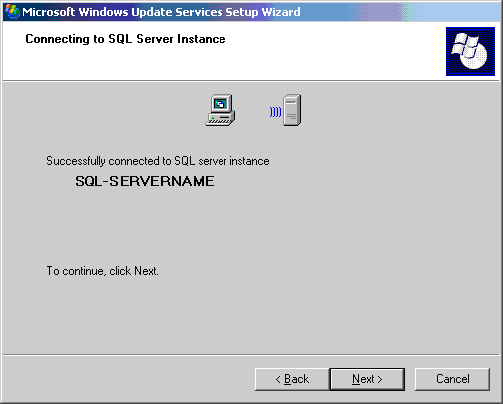 Microsoft Windows Update Services Setup Wizard
Connecting to SQL Server Instance
Successfully connected to SQL server instance
SQL-SERVERNAME
To continue, click Next.
< Back Next > Cancel